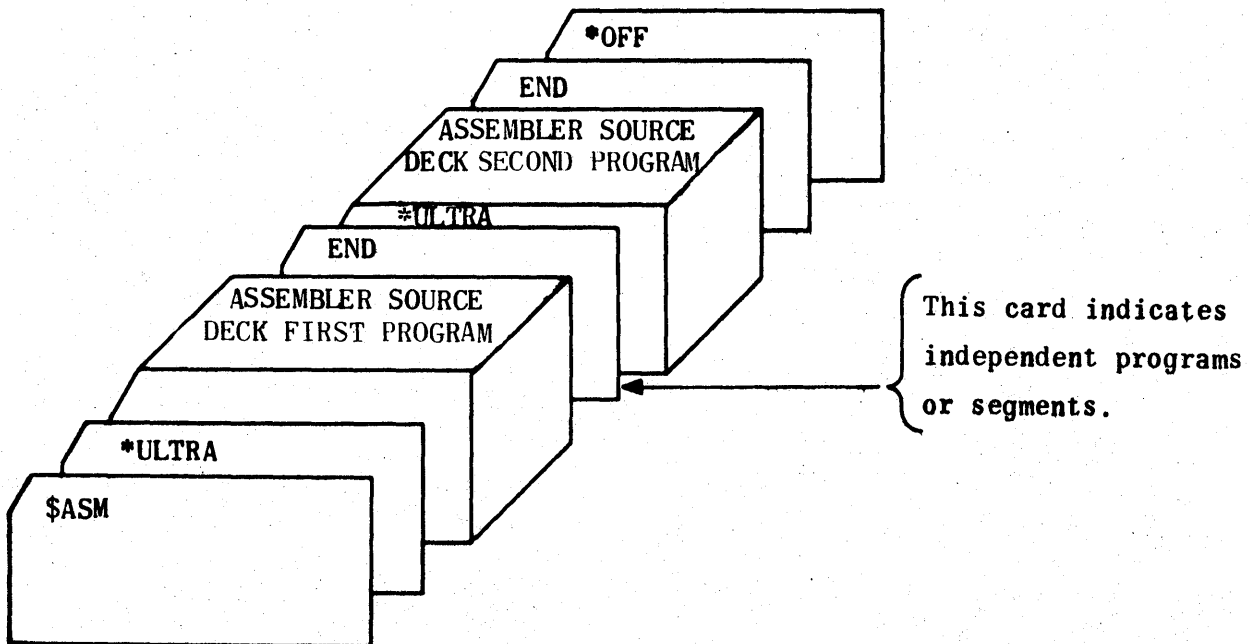 *OFF
END
ASSEMBLER SOURCE
DECK SECOND PROGRAM
*ULTRA
END
ASSEMBLER SOURCE
DECK FIRST PROGRAM
*ULTRA
$ASM
This card indicates
independent programs
or segments.